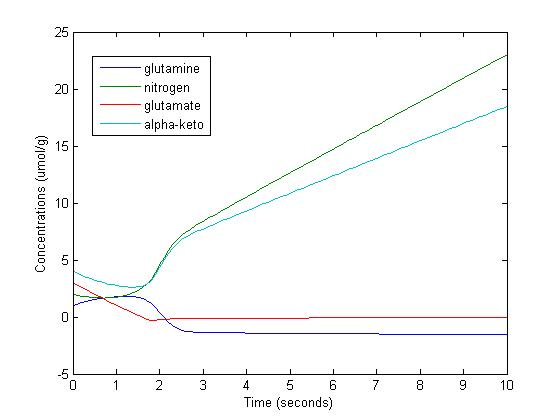 25
20
15
10
5
0
-5
Concentrations (umol/g)
glutamine
nitrogen
glutamate
alpha-keto
0 1 2 3 4 5 6 7 8 9 10
Time (seconds)